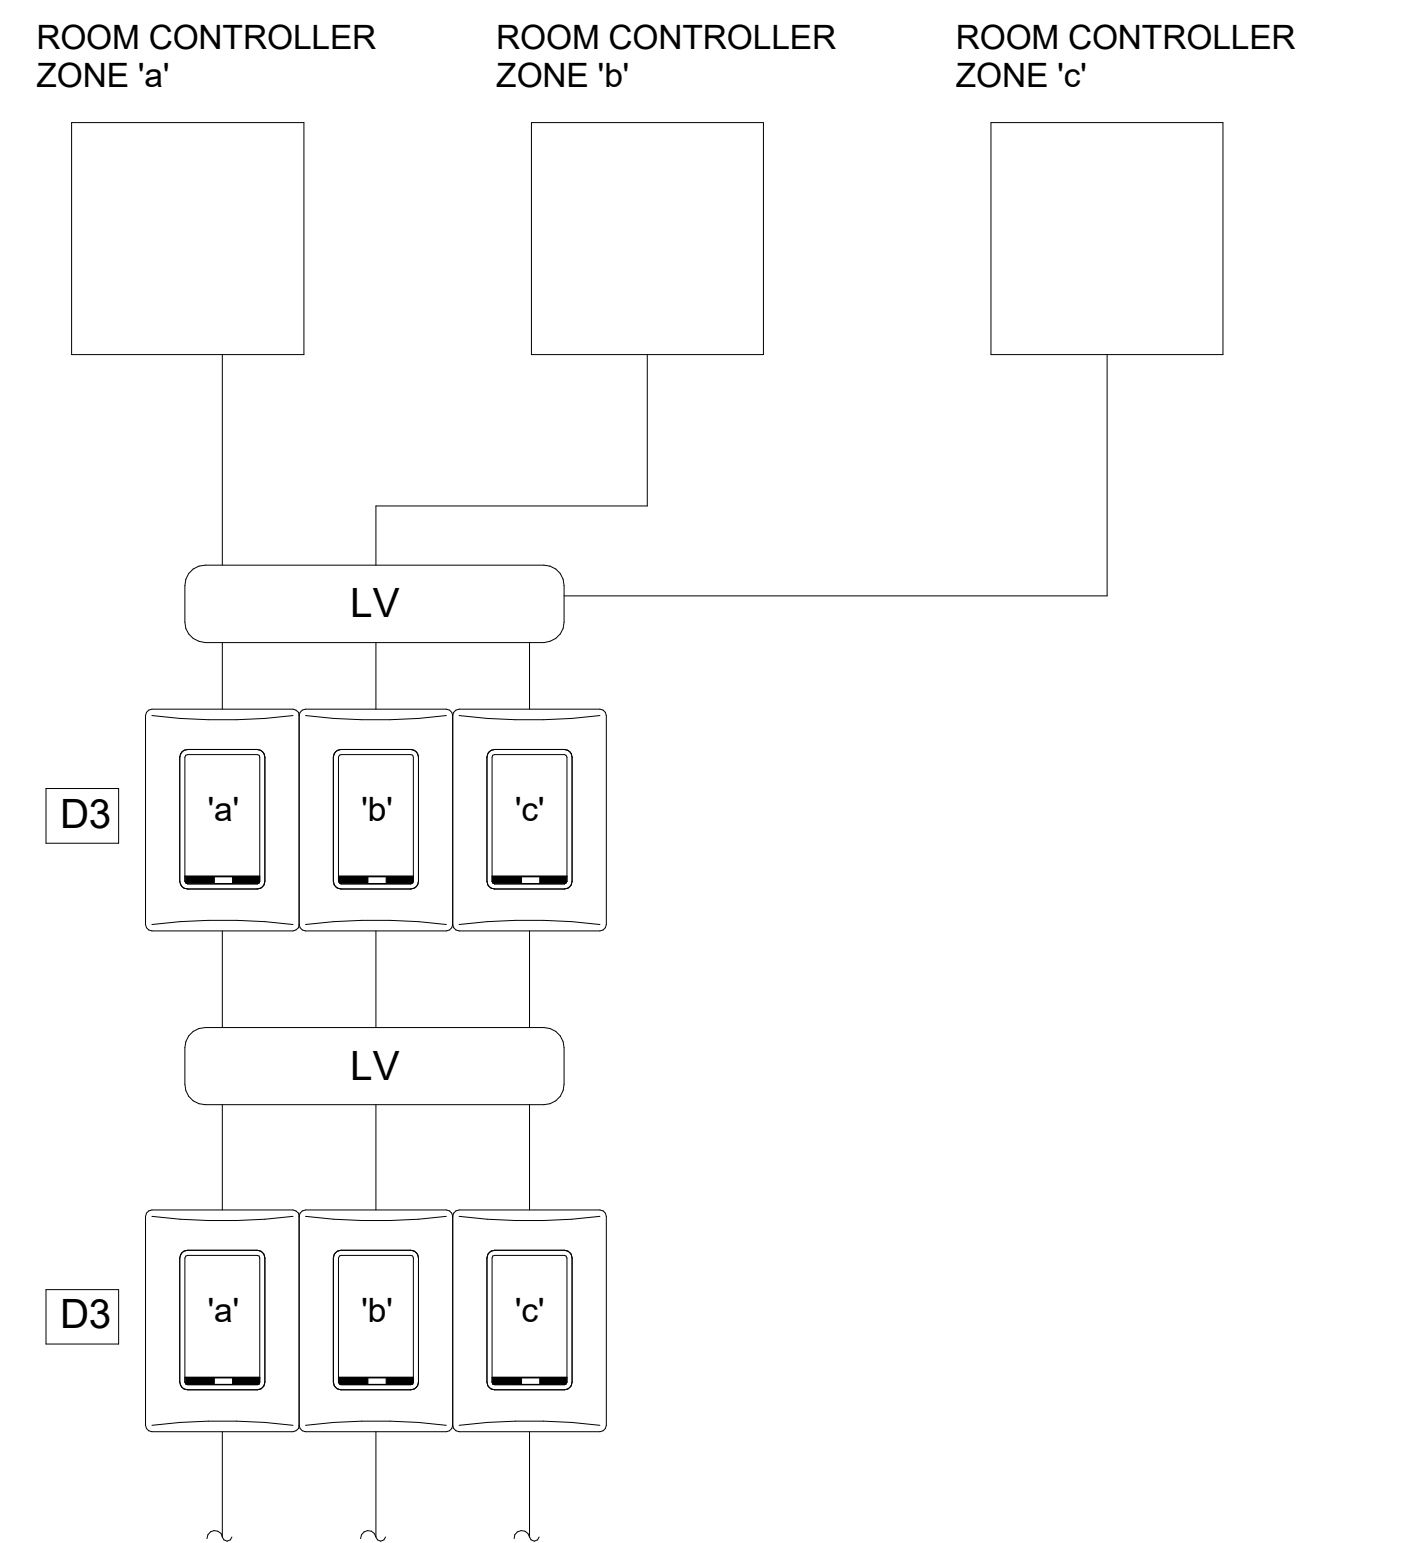 ROOM CONTROLLER
ZONE 'a'
ROOM CONTROLLER
ZONE 'b'
ROOM CONTROLLER
ZONE 'c'
LV
D3
'a'
'b'
'c'
LV
D3
'a'
'b'
'c'